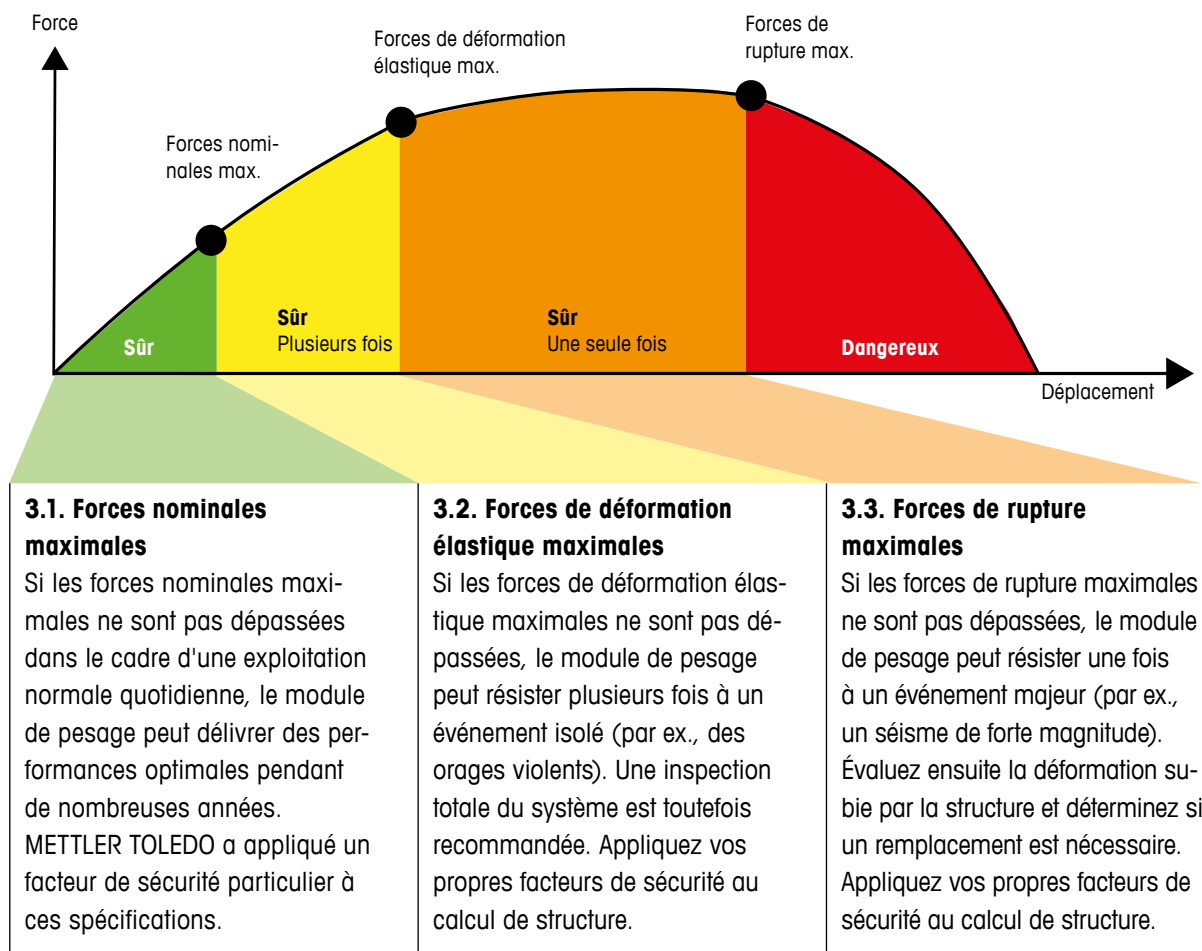 Force
Forces de déformation
élastique max.
Forces de
rupture max.
Forces nomi-
nales max.
Sûr
Sûr
Plusieurs fois
Sûr
Une seule fois
Dangereux
Déplacement
3.1. Forces nominales
maximales
Si les forces nominales maxi-
males ne sont pas dépassées
dans le cadre d'une exploitation
normale quotidienne, le module
de pesage peut délivrer des per-
formances optimales pendant
de nombreuses années.
METTLER TOLEDO a appliqué un
facteur de sécurité particulier à
ces spécifications.
3.2. Forces de déformation
élastique maximales
Si les forces de déformation élas-
tique maximales ne sont pas dé-
passées, le module de pesage
peut résister plusieurs fois à un
événement isolé (par ex., des
orages violents). Une inspection
totale du système est toutefois
recommandée. Appliquez vos
propres facteurs de sécurité au
calcul de structure.
3.3. Forces de rupture
maximales
Si les forces de rupture maximales
ne sont pas dépassées, le module
de pesage peut résister une fois
à un événement majeur (par ex.,
un séisme de forte magnitude).
Évaluez ensuite la déformation su-
bie par la structure et déterminez si
un remplacement est nécessaire.
Appliquez vos propres facteurs de
sécurité au calcul de structure.